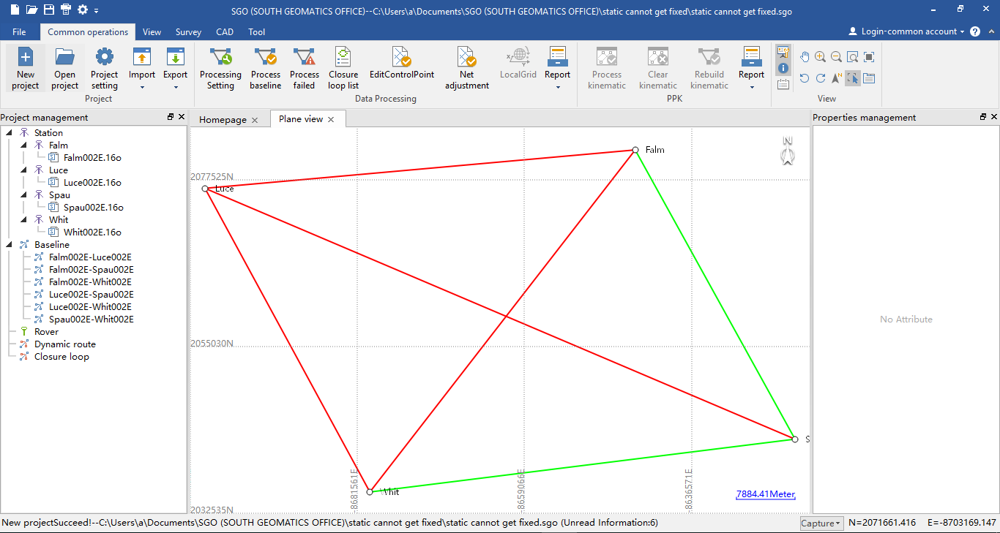 SGO (SOUTH GEOMATICS OFFICE)--C:\Users\a\Documents\SGO (SOUTH GEOMATICS OFFICE)\static cannot get fixed\static cannot get fixed.sgo
File Common operations View Survey CAD Tool Login-common account
New project Open project Project setting Import Export Processing Setting Process baseline Process failed Closure loop list EditControlPoint Net adjustment LocalGrid Report Process kinematic Clear kinematic Rebuild kinematic Report
Project Data Processing PPK View
Project management
Station
Falm
Falm002E.16o
Luce
Luce002E.16o
Spau
Spau002E.16o
Whit
Whit002E.16o
Baseline
Falm002E-Luce002E
Falm002E-Spau002E
Falm002E-Whit002E
Luce002E-Spau002E
Luce002E-Whit002E
Spau002E-Whit002E
Rover
Dynamic route
Closure loop
Homepage Plane view
Falm
N
2077525N
Luce
2055030N
S
Whit
-8681561E
-8659066E
-8636571E
7884.41Meter
2032535N
Properties management
No Attribute
New projectSucceed!--C:\Users\a\Documents\SGO (SOUTH GEOMATICS OFFICE)\static cannot get fixed\static cannot get fixed.sgo (Unread Information:6) Capture N=2071661.416 E=-8703169.147